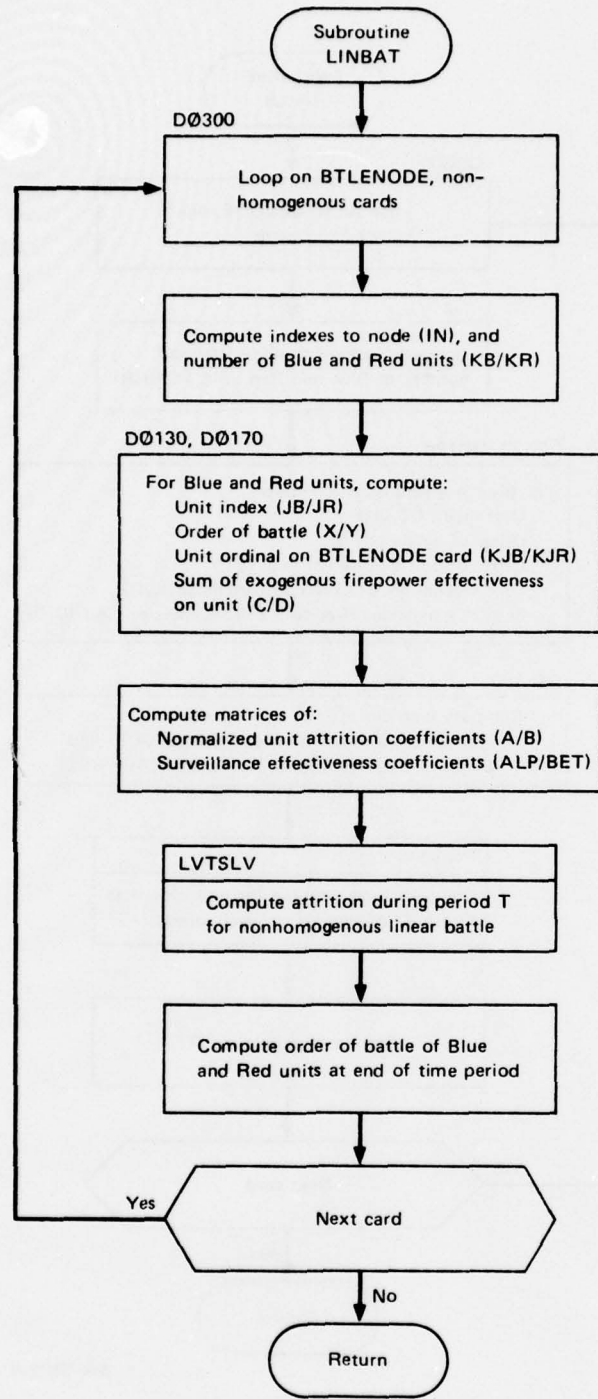 Subroutine
LINBAT
DØ300
Loop on BTLENODE, non-
homogenous cards
Compute indexes to node (IN), and
number of Blue and Red units (KB/KR)
DØ130, DØ170
For Blue and Red units, compute:
Unit index (JB/JR)
Order of battle (X/Y)
Unit ordinal on BTLENODE card (KJB/KJR)
Sum of exogenous firepower effectiveness
on unit (C/D)
Compute matrices of:
Normalized unit attrition coefficients (A/B)
Surveillance effectiveness coefficients (ALP/BET)
LVTSLV
Compute attrition during period T
for nonhomogenous linear battle
Compute order of battle of Blue
and Red units at end of time period
Yes
Next card
No
Return